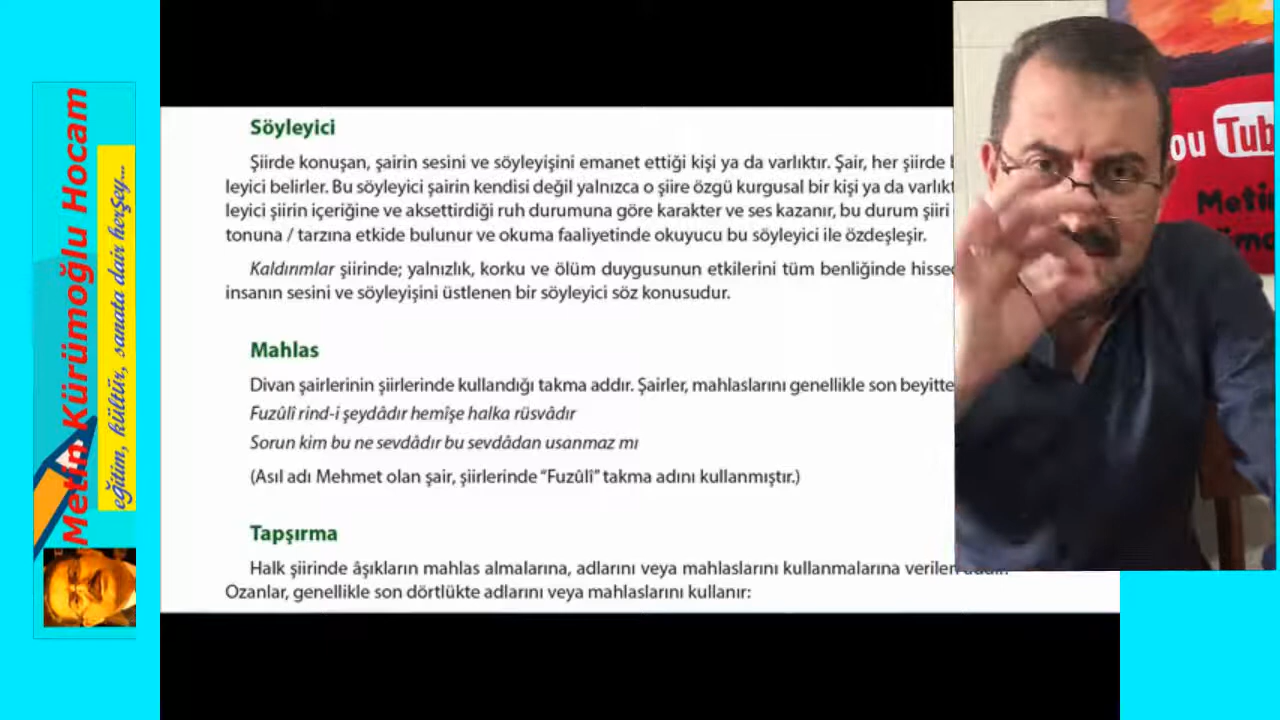 Metin Kürümoğlu Hocam
eğitim, kültür, sanata dair herşey...
Söyleyici
Şiirde konuşan, şairin sesini ve söyleyişini emanet ettiği kişi ya da varlıktır. Şair, her şiirde
leyici belirler. Bu söyleyici şairin kendisi değil yalnızca o şiire özgü kurgusal bir kişi ya da varlıkt
leyici şiirin içeriğine ve aksettirdiği ruh durumuna göre karakter ve ses kazanır, bu durum şiiri
tonuna / tarzına etkide bulunur ve okuma faaliyetinde okuyucu bu söyleyici ile özdeşleşir.
Kaldırımlar şiirinde; yalnızlık, korku ve ölüm duygusunun etkilerini tüm benliğinde hissed
insanın sesini ve söyleyişini üstlenen bir söyleyici söz konusudur.
Mahlas
Divan şairlerinin şiirlerinde kullandığı takma addır. Şairler, mahlaslarını genellikle son beyitte
Fuzûlî rind-i şeydâdır hemîşe halka rüsvâdır
Sorun kim bu ne sevdâdır bu sevdâdan usanmaz mı
(Asıl adı Mehmet olan şair, şiirlerinde "Fuzûlî" takma adını kullanmıştır.)
Tapşırma
Halk şiirinde âşıkların mahlas almalarına, adlarını veya mahlaslarını kullanmalarına verilen addır.
Ozanlar, genellikle son dörtlükte adlarını veya mahlaslarını kullanır:
ou Tub
Metin